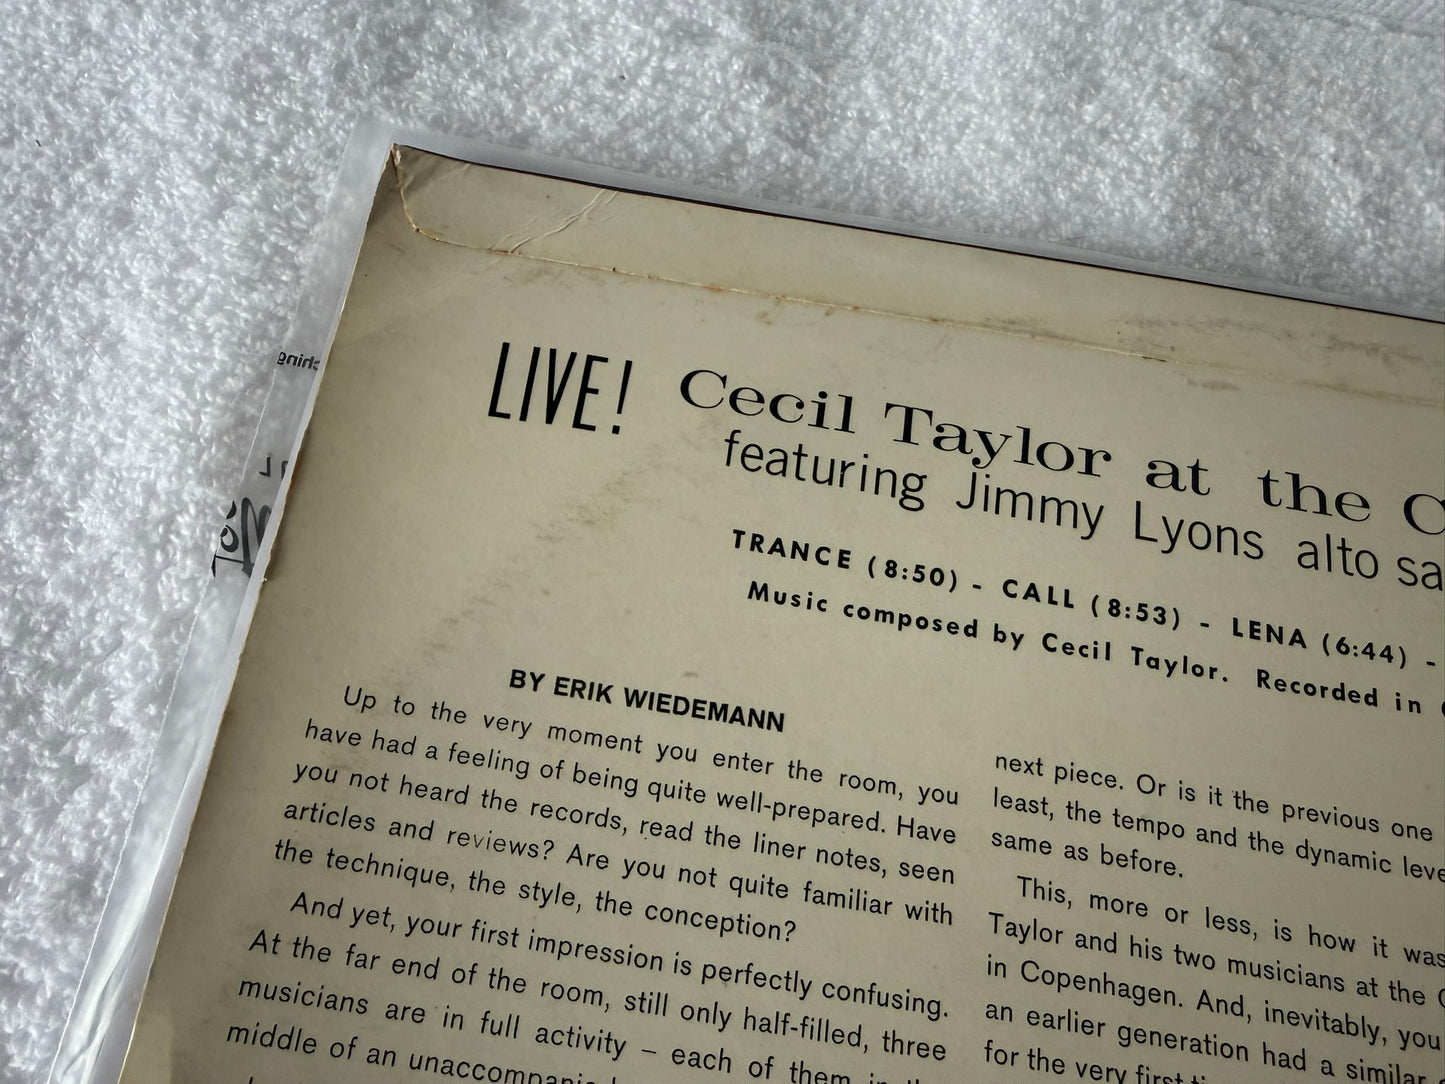 LIVE! Cecil Taylor at the C
featuring Jimmy Lyons alto sa
TRANCE (8:50) - CALL (8:53) - LENA (6:44) -
Music composed by Cecil Taylor. Recorded in
BY ERIK WIEDEMANN
Up to the very moment you enter the room, you
have had a feeling of being quite well-prepared. Have
you not heard the records, read the liner notes, seen
articles and reviews? Are you not quite familiar with
the technique, the style, the conception?
And yet, your first impression is perfectly confusing.
At the far end of the room, still only half-filled, three
musicians are in full activity – each of them in
middle of an
next piece. Or is it the previous one
least, the tempo and the dynamic leve
same as before.
This, more or less, is how it was
Taylor and his two musicians at the
in Copenhagen. And, inevitably, you
an earlier generation had a similar
for the very first